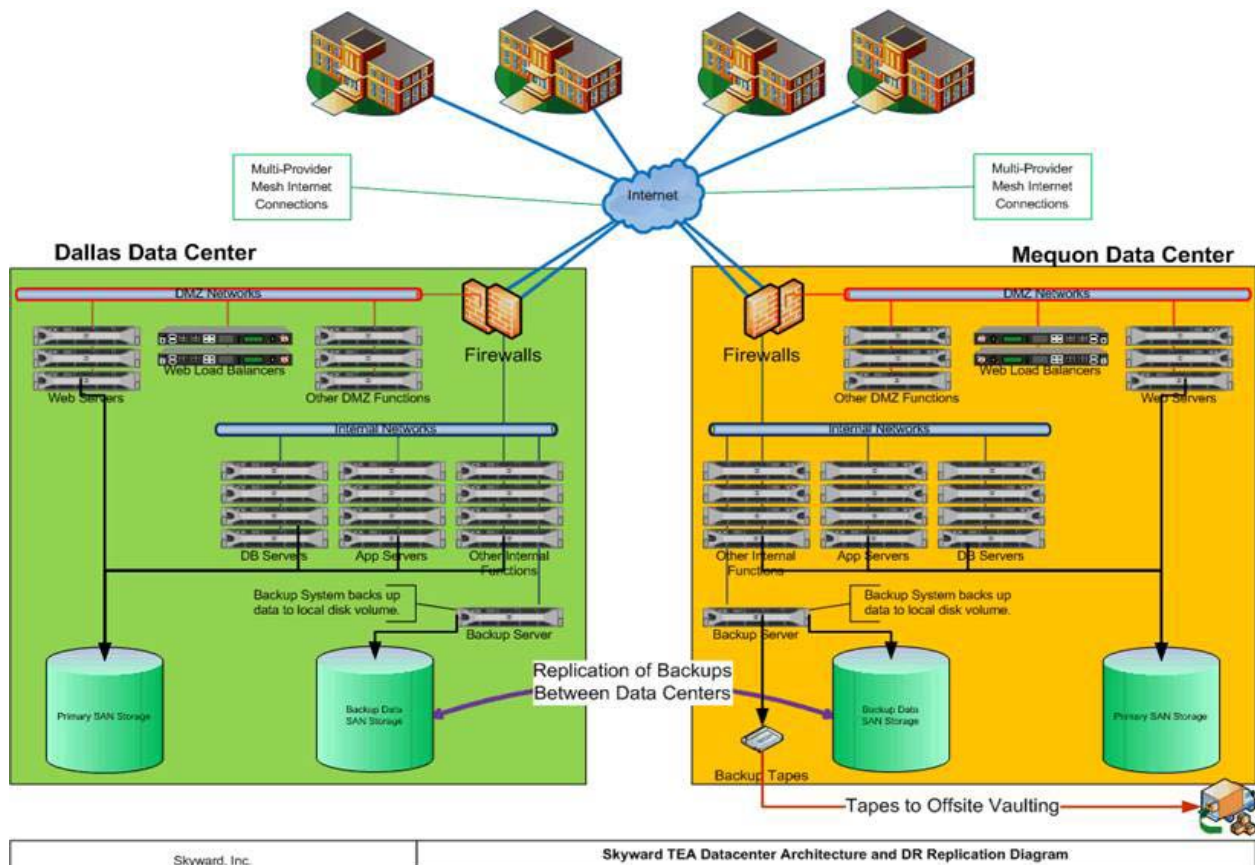 Multi-Provider
Mesh Internet
Connections
Internet
Multi-Provider
Mesh Internet
Connections
Dallas Data Center
Mequon Data Center
DMZ Networks
DMZ Networks
Firewalls
Firewalls
Web Servers
Web Load Balancers
Other DMZ Functions
Other DMZ Functions
Web Load Balancers
Web Servers
Internal Networks
Internal Networks
DB Servers
App Servers
Other Internal
Functions
Other Internal
Functions
App Servers
DB Servers
Backup System backs up
data to local disk volume.
Backup System backs up
data to local disk volume.
Backup Server
Backup Server
Replication of Backups
Between Data Centers
Primary SAN Storage
Backup Data
SAN Storage
Backup Data
SAN Storage
Primary SAN Storage
Backup Tapes
Tapes to Offsite Vaulting
Skyward, Inc.
Skyward TEA Datacenter Architecture and DR Replication Diagram